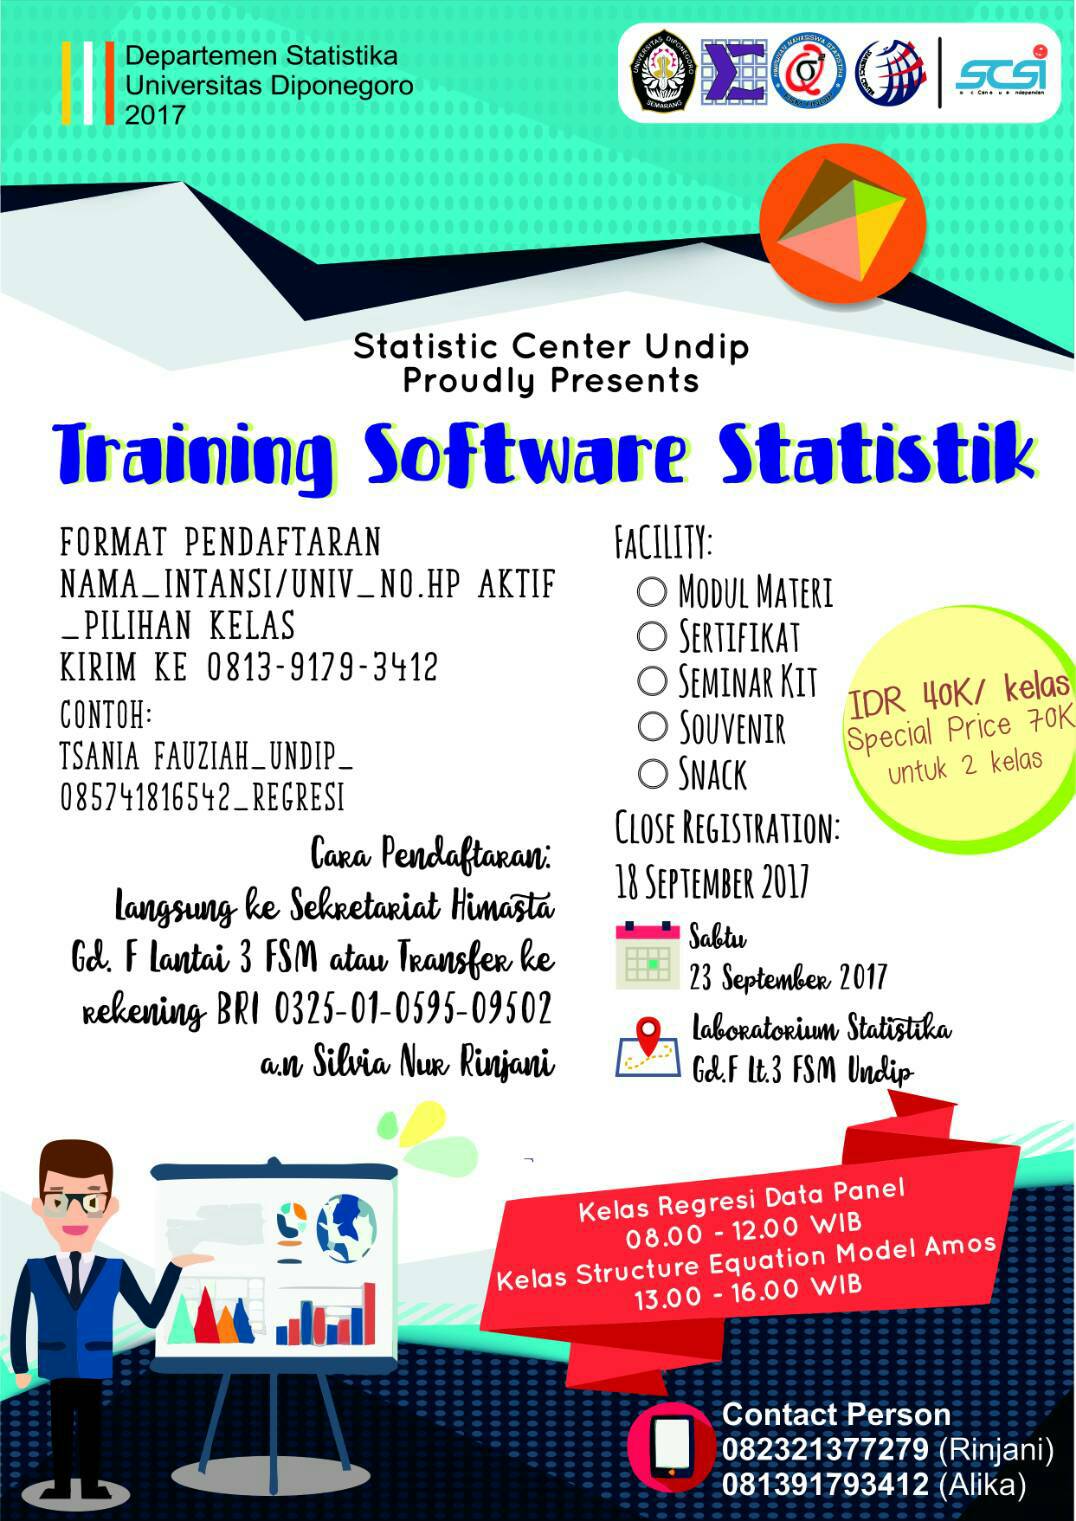 Departemen Statistika
Universitas Diponegoro
2017
UNIVERSITAS DIPONEGORO
SEMARANG
scsi
Statistic Center Undip
Proudly Presents
Training Software Statistik
FORMAT PENDAFTARAN
NAMA_INTANSI/UNIV_NO.HP AKTIF
_PILIHAN KELAS
KIRIM KE 0813-9179-3412
CONTOH:
TSANIA FAUZIAH_UNDIP_
085741816542_REGRESI
Cara Pendaftaran:
Langsung ke Sekretariat Himasta
Gd. F Lantai 3 FSM atau Transfer ke
rekening BRI 0325-01-0595-09502
a.n Silvia Nur Rinjani
FaCILITY:
Modul Materi
Sertifikat
Seminar Kit
Souvenir
Snack
IDR 40K/ kelas
Special Price 70K
untuk 2 kelas
Close Registration:
18 September 2017
Sabtu
23 September 2017
Laboratorium Statistika
Gd.F Lt.3 FSM Undip
Kelas Regresi Data Panel
08.00 - 12.00 WIB
Kelas Structure Equation Model Amos
13.00 - 16.00 WIB
Contact Person
082321377279 (Rinjani)
081391793412 (Alika)